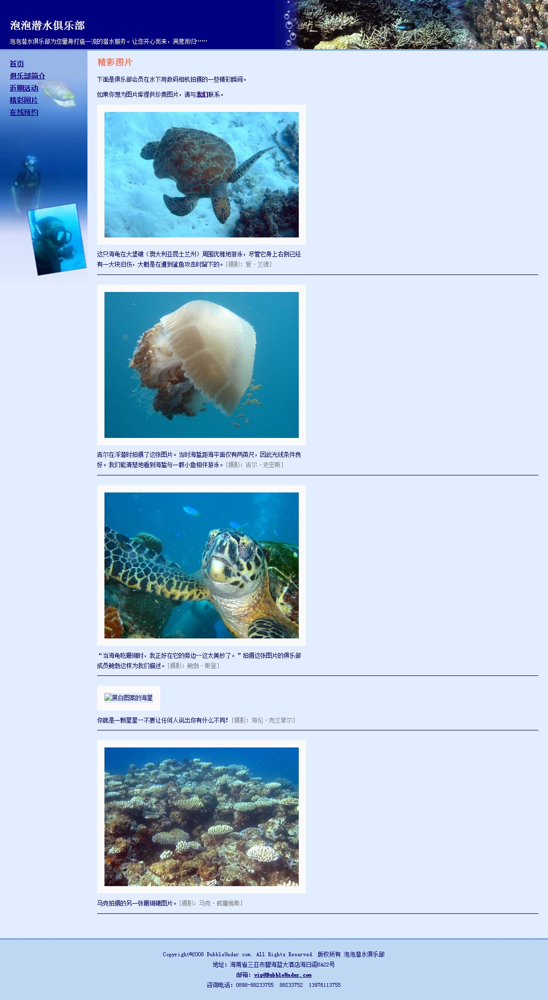 泡泡潜水俱乐部
泡泡潜水俱乐部为您量身打造一流的潜水服务。让您开心而来，满意而归……
首页
俱乐部简介
近期活动
精彩图片
在线预约
精彩图片
下面是俱乐部会员在水下用数码相机拍摄的一些精彩瞬间。
如果你想为图片库提供珍贵图片，请与我们联系。
这只海龟在大堡礁（澳大利亚昆士兰州）周围优雅地游泳，尽管它身上右侧已经
有一大块旧伤，大概是在遭到鲨鱼攻击时留下的。[摄影：爱·兰德]
吉尔在浮潜时拍摄了这张图片。当时海蜇距海平面仅有两英尺，因此光线条件良
好。我们能清楚地看到海蜇与一群小鱼相伴游泳。[摄影：吉尔·史密斯]
“当海龟吃珊瑚时，我正好在它的旁边--这太美妙了。”拍摄这张图片的俱乐部
成员鲍勃这样为我们描述。[摄影：鲍勃·斯登]
黑白图案的海星
你就是一颗星星--不要让任何人说出你有什么不同！[摄影：海伦·克兰菲尔]
马克拍摄的另一张珊瑚礁图片。[摄影：马克·威廉姆斯]
Copyright©2008 BubbleUnder.com. All Rights Reserved. 版权所有 泡泡潜水俱乐部
地址：海南省三亚市碧海蓝大酒店海日阁8A22号
邮箱：vip@BubbleUnder.com
咨询电话：0898-88233755 88233752 13976113755